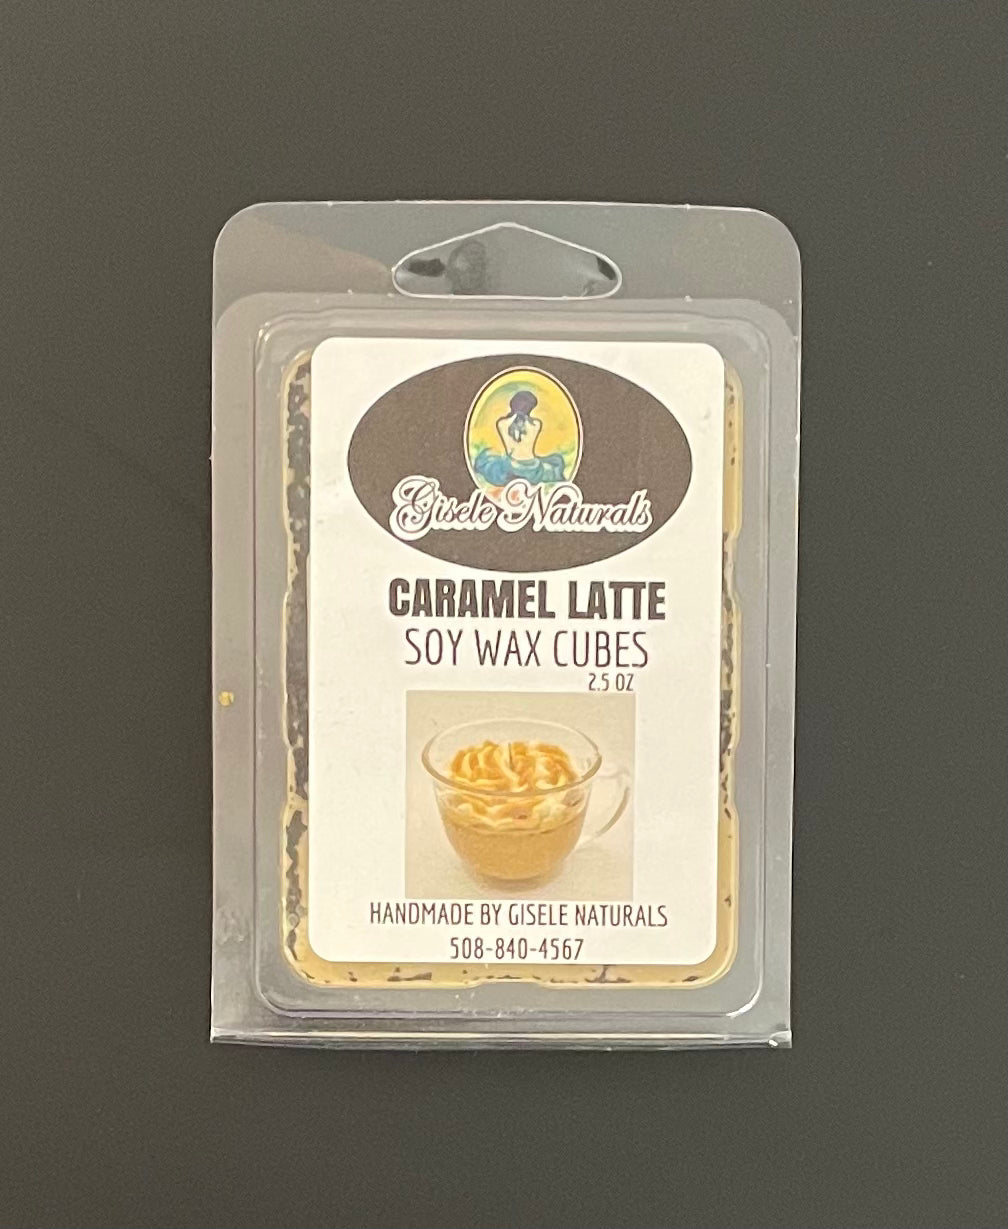 Gisele Naturals
CARAMEL LATTE
SOY WAX CUBES
2.5 OZ
HANDMADE BY GISELE NATURALS
508-840-4567